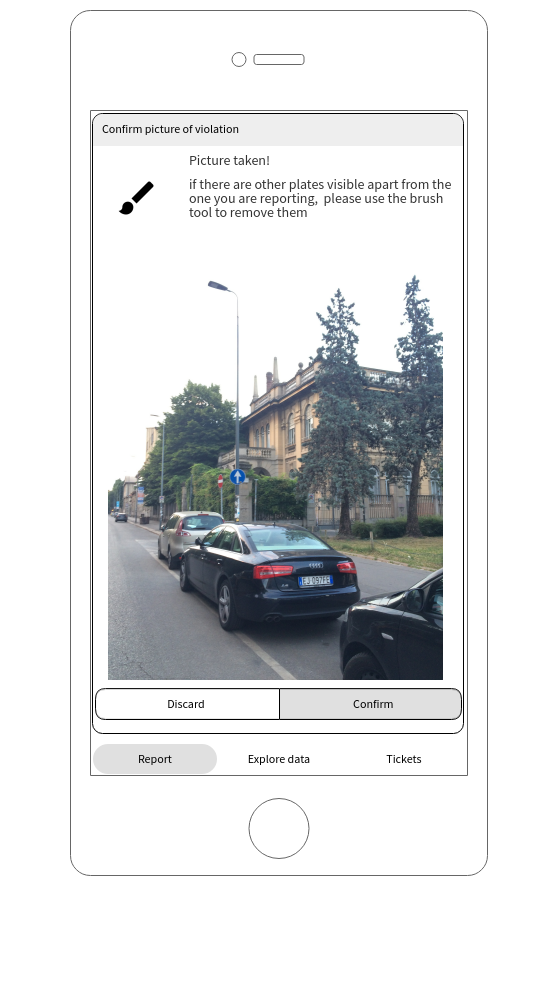 Confirm picture of violation
Picture taken!
if there are other plates visible apart from the
one you are reporting,  please use the brush
tool to remove them
EJ 097FE
Discard
Confirm
Report
Explore data
Tickets